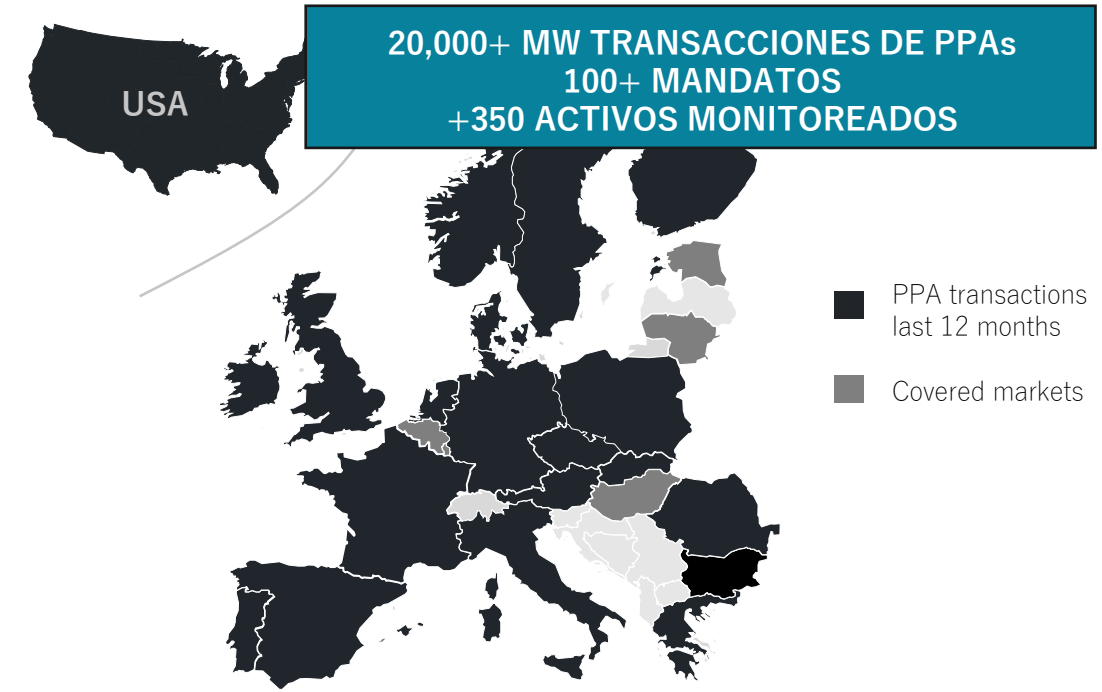 20,000+ MW TRANSACCIONES DE PPAs
100+ MANDATOS
+350 ACTIVOS MONITOREADOS
USA
PPA transactions
last 12 months
Covered markets